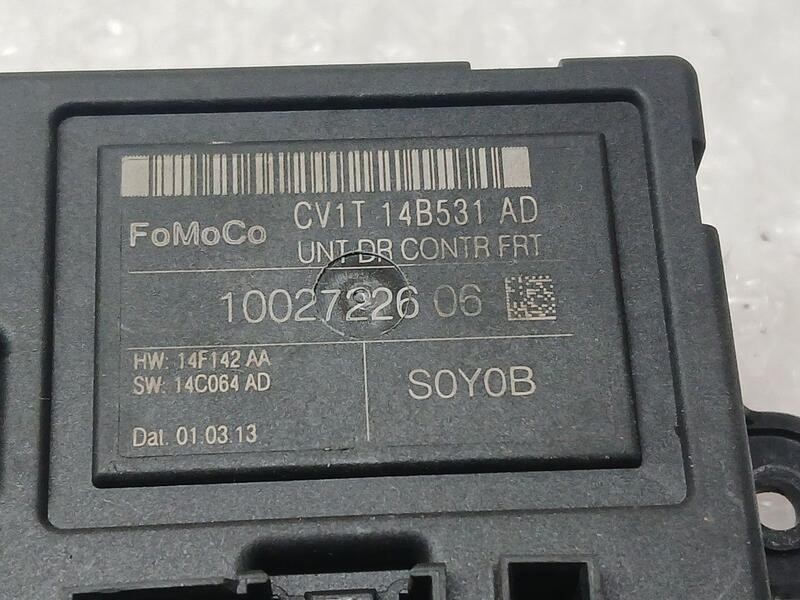 FoMoCo CV1T 14B531 AD
UNT DR CONTR FRT
10027226 06
HW: 14F142 AA
SW: 14C064 AD
S0Y0B
Dat. 01.03.13